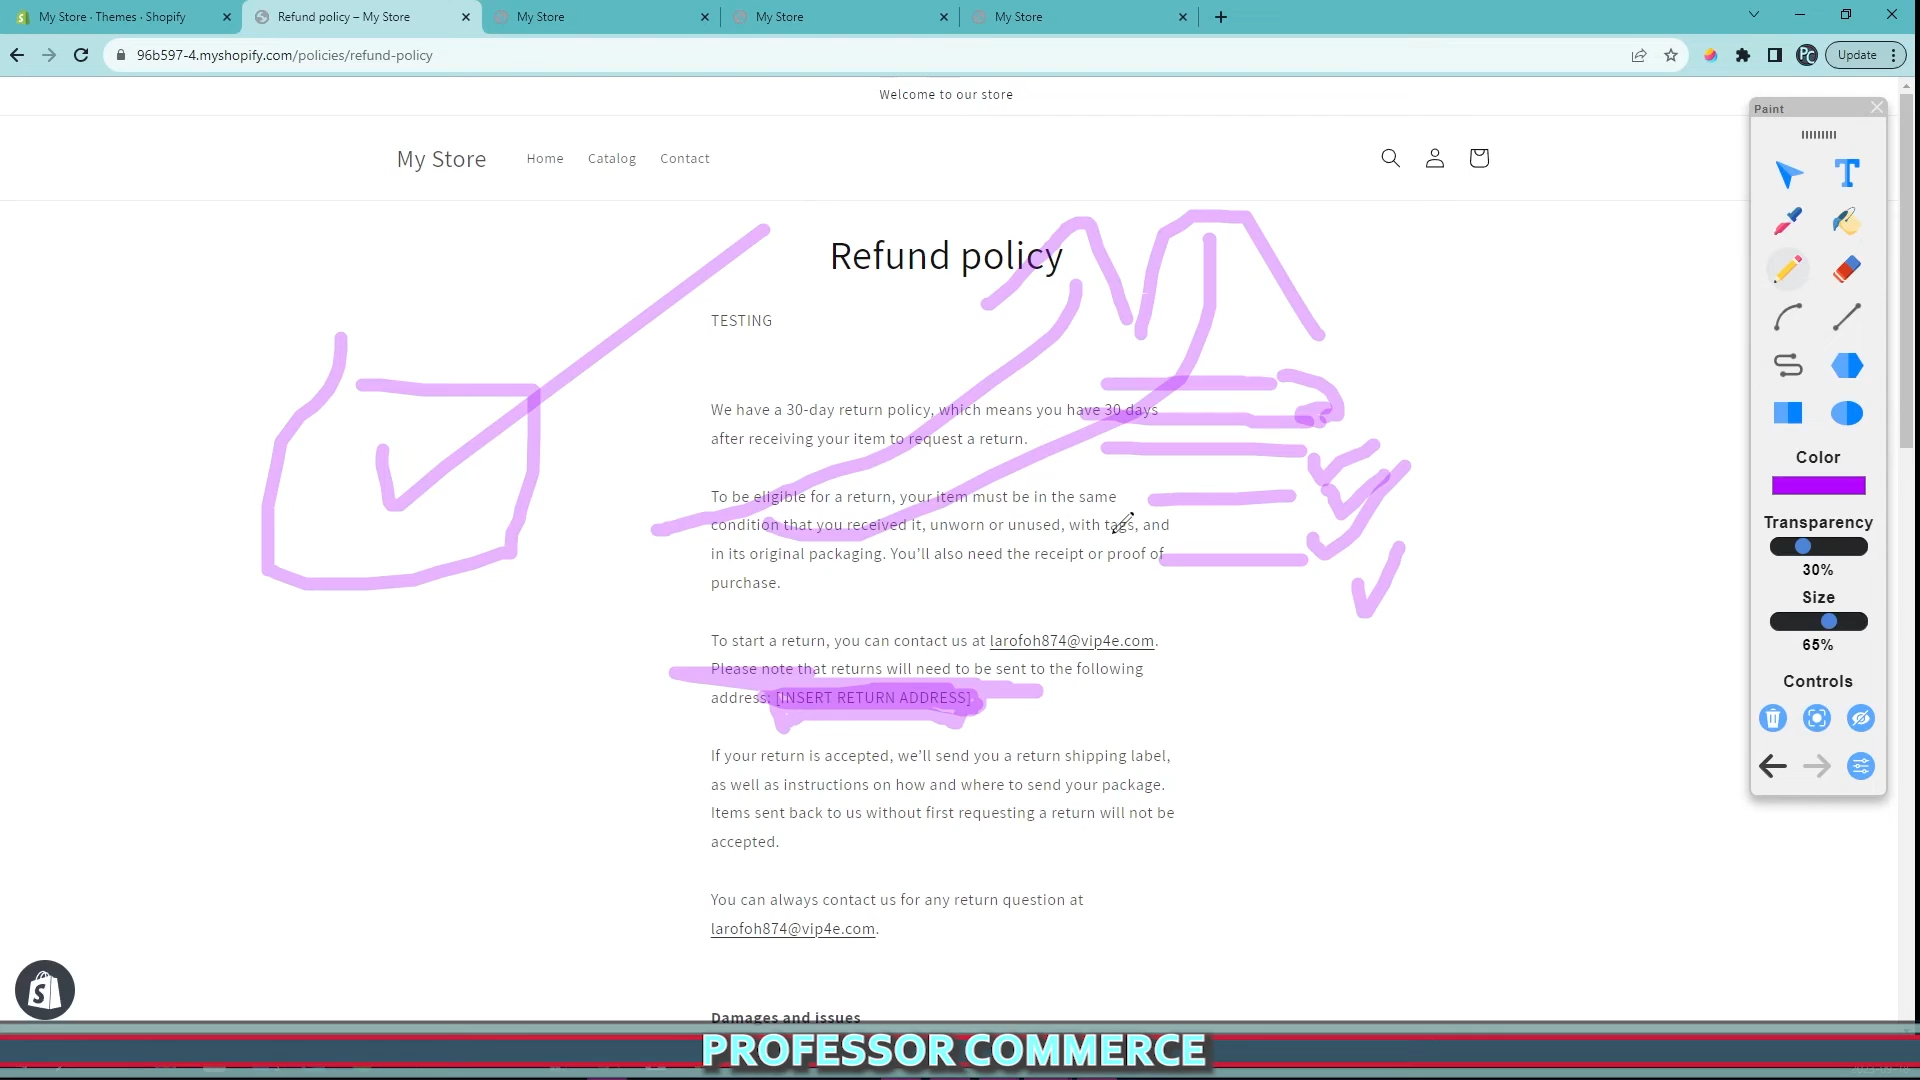 My Store · Themes · Shopify
Refund policy – My Store
My Store
My Store
My Store
96b597-4.myshopify.com/policies/refund-policy
Update
Welcome to our store
My Store
Home
Catalog
Contact
Refund policy
TESTING
We have a 30-day return policy, which means you have 30 days
after receiving your item to request a return.
To be eligible for a return, your item must be in the same
condition that you received it, unworn or unused, with tags, and
in its original packaging. You’ll also need the receipt or proof of
purchase.
To start a return, you can contact us at larofoh874@vip4e.com.
Please note that returns will need to be sent to the following
address: [INSERT RETURN ADDRESS]
If your return is accepted, we’ll send you a return shipping label,
as well as instructions on how and where to send your package.
Items sent back to us without first requesting a return will not be
accepted.
You can always contact us for any return question at
larofoh874@vip4e.com.
Damages and issues
Paint
T
Color
Transparency
30%
Size
65%
Controls
PROFESSOR COMMERCE